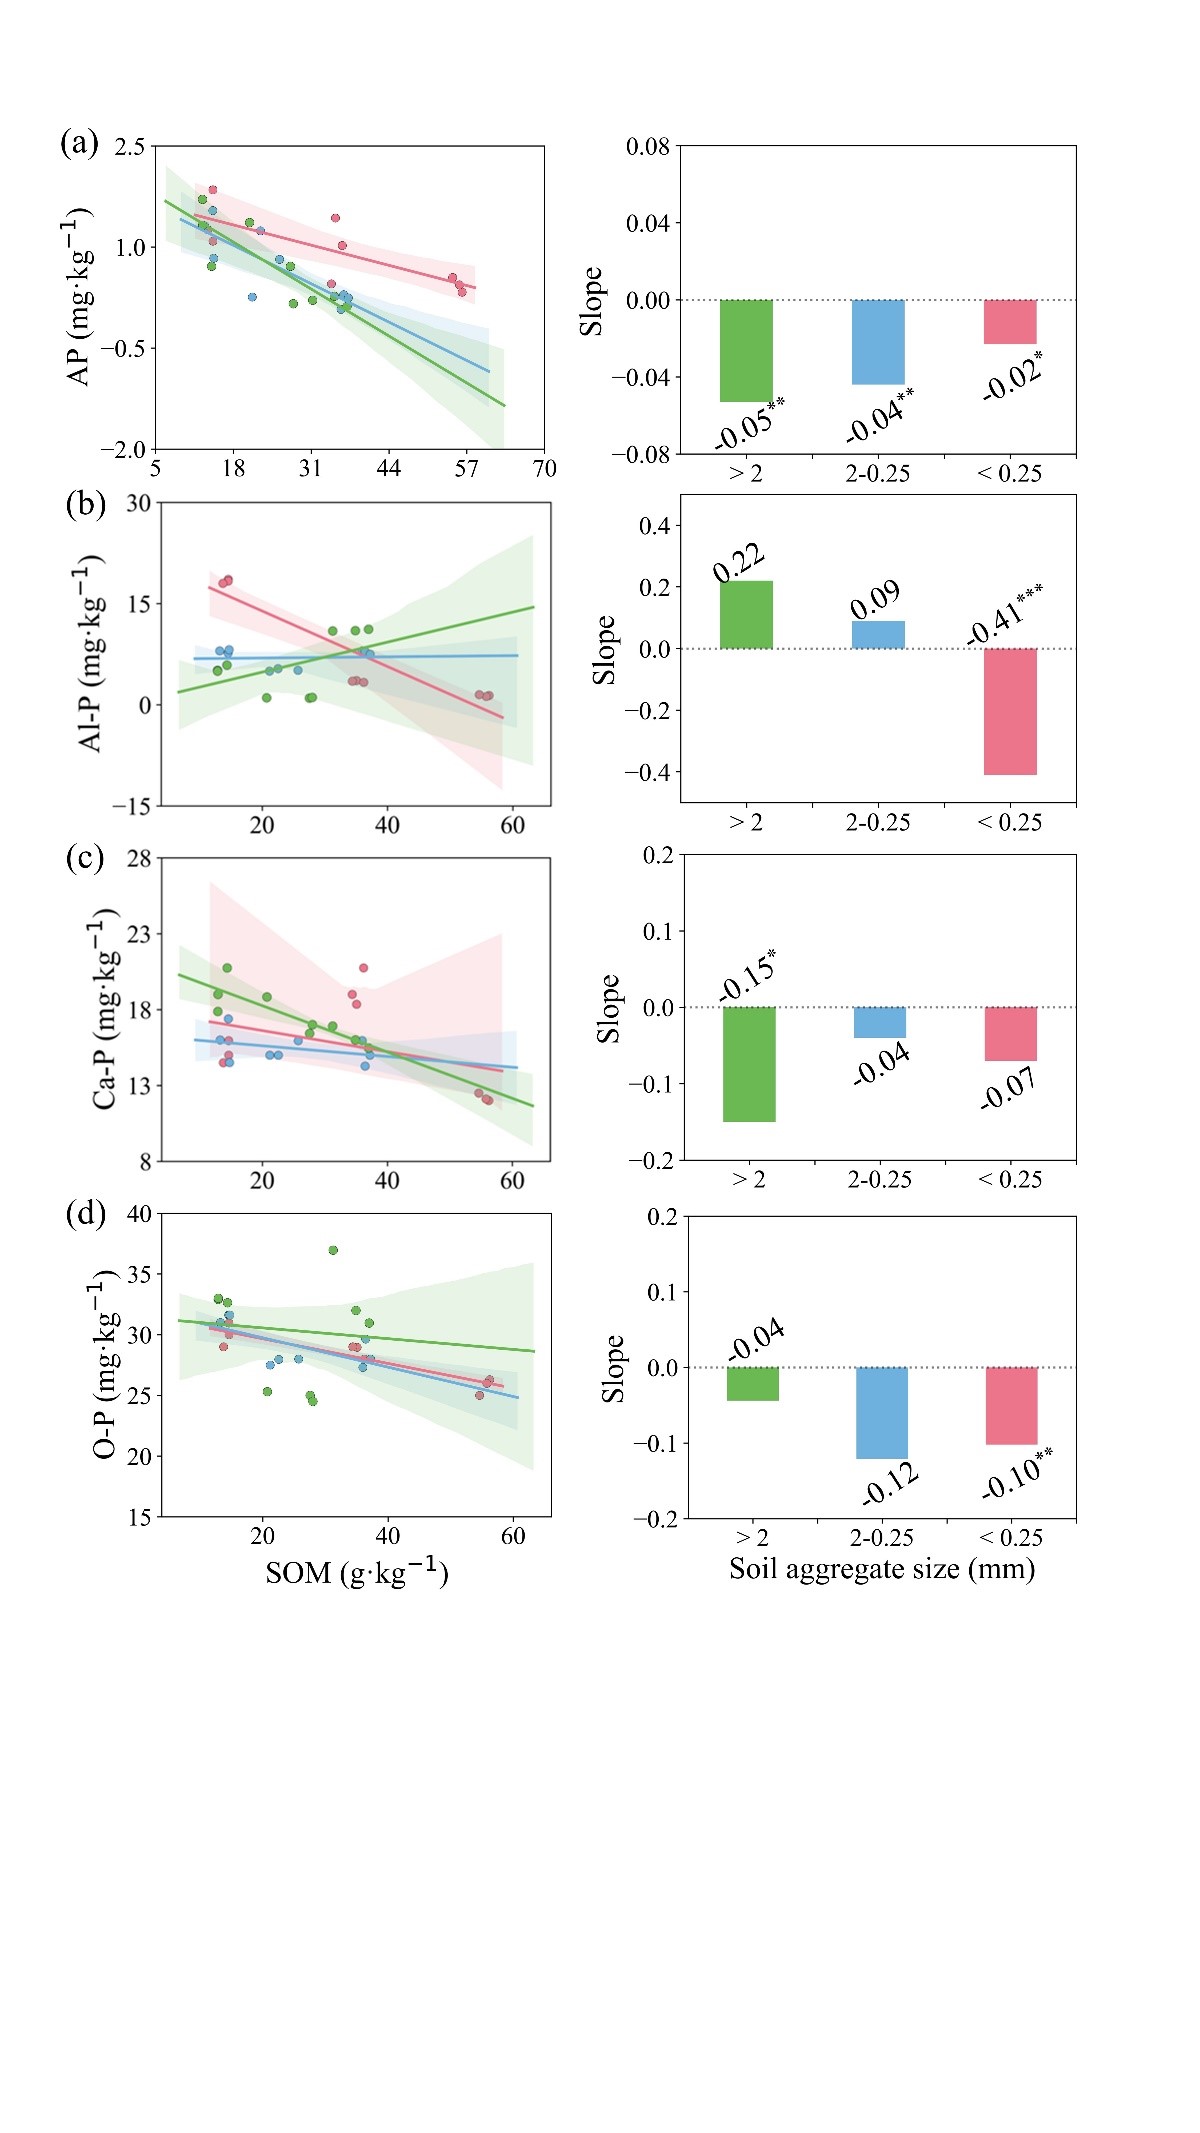 (a)
2.5
1.0
−0.5
−2.0
AP (mg·kg⁻¹)
5 18 31 44 57 70
0.08
0.04
0.00
−0.04
−0.08
Slope
-0.05**
-0.04**
-0.02*
> 2 2-0.25 < 0.25
(b)
30
15
0
−15
Al-P (mg·kg⁻¹)
20 40 60
0.4
0.2
0.0
−0.2
−0.4
Slope
0.22
0.09
-0.41***
> 2 2-0.25 < 0.25
(c)
28
23
18
13
8
Ca-P (mg·kg⁻¹)
20 40 60
0.2
0.1
0.0
−0.1
−0.2
Slope
-0.15*
-0.04
-0.07
> 2 2-0.25 < 0.25
(d)
40
35
30
25
20
15
O-P (mg·kg⁻¹)
20 40 60
SOM (g·kg⁻¹)
0.2
0.1
0.0
−0.1
−0.2
Slope
-0.04
-0.12
-0.10**
> 2 2-0.25 < 0.25
Soil aggregate size (mm)